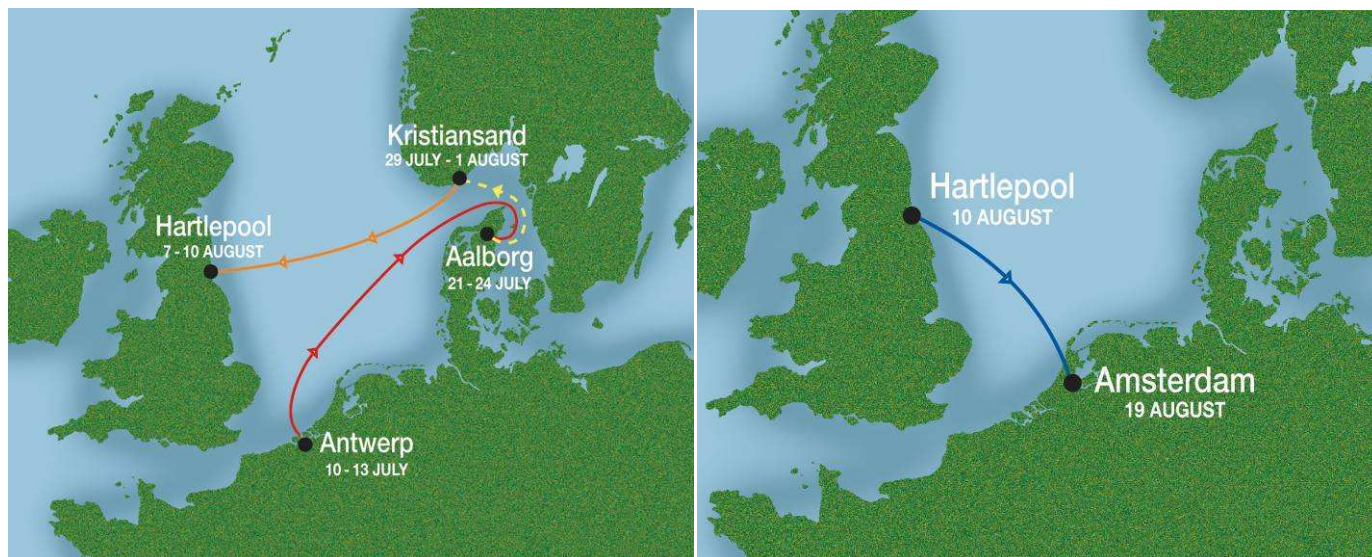 Kristiansand
29 JULY - 1 AUGUST
Hartlepool
7 - 10 AUGUST
Aalborg
21 - 24 JULY
Antwerp
10 - 13 JULY
Hartlepool
10 AUGUST
Amsterdam
19 AUGUST